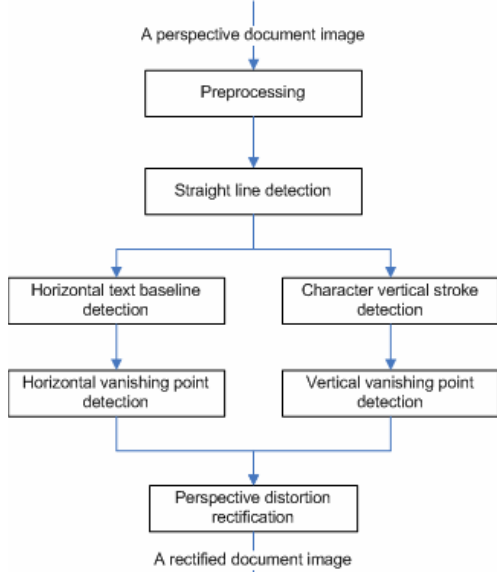 A perspective document image
Preprocessing
Straight line detection
Horizontal text baseline
detection
Character vertical stroke
detection
Horizontal vanishing point
detection
Vertical vanishing point
detection
Perspective distortion
rectification
A rectified document image